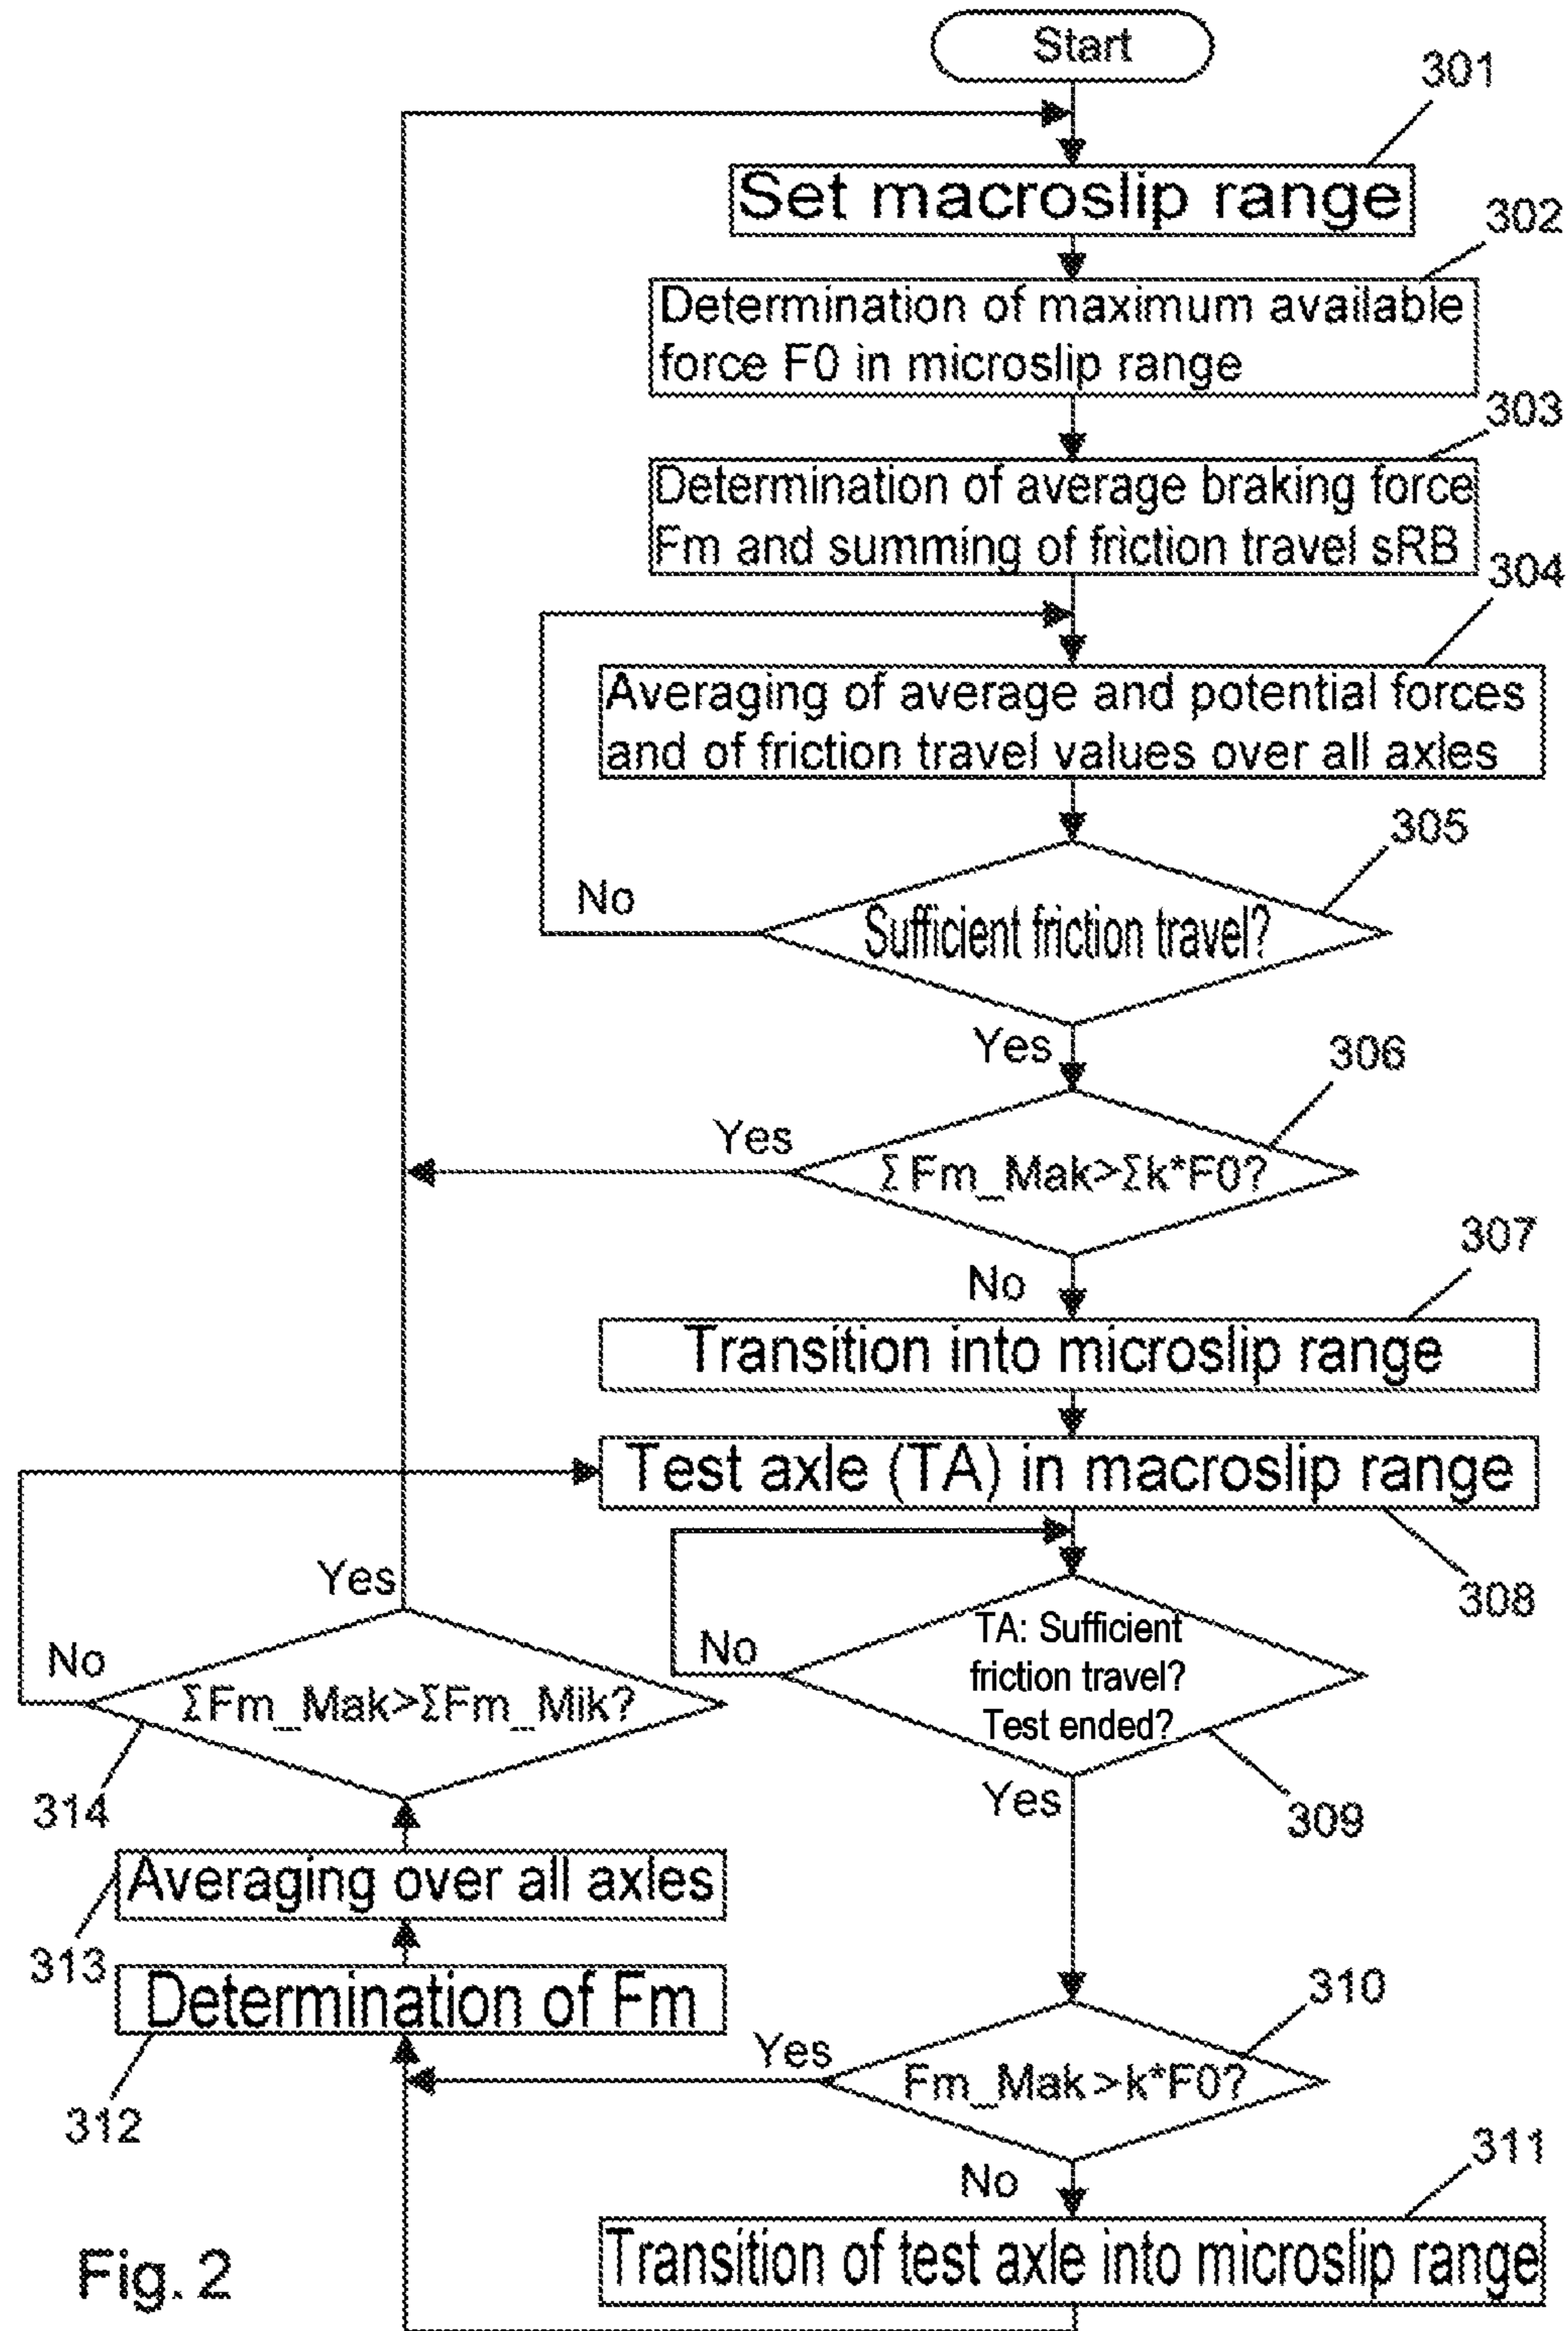 Start
301
Set macroslip range
302
Determination of maximum available
force F0 in microslip range
303
Determination of average braking force
Fm and summing of friction travel sRB
304
Averaging of average and potential forces
and of friction travel values over all axles
305
No
Sufficient friction travel?
Yes
306
Yes
Σ Fm_Mak>Σk*F0?
307
No
Transition into microslip range
Test axle (TA) in macroslip range
308
Yes
No
No
TA: Sufficient
friction travel?
Test ended?
ΣFm_Mak>ΣFm_Mik?
314
Yes
309
Averaging over all axles
313
Determination of Fm
312
310
Yes
Fm_Mak>k*F0?
311
No
Transition of test axle into microslip range
Fig. 2